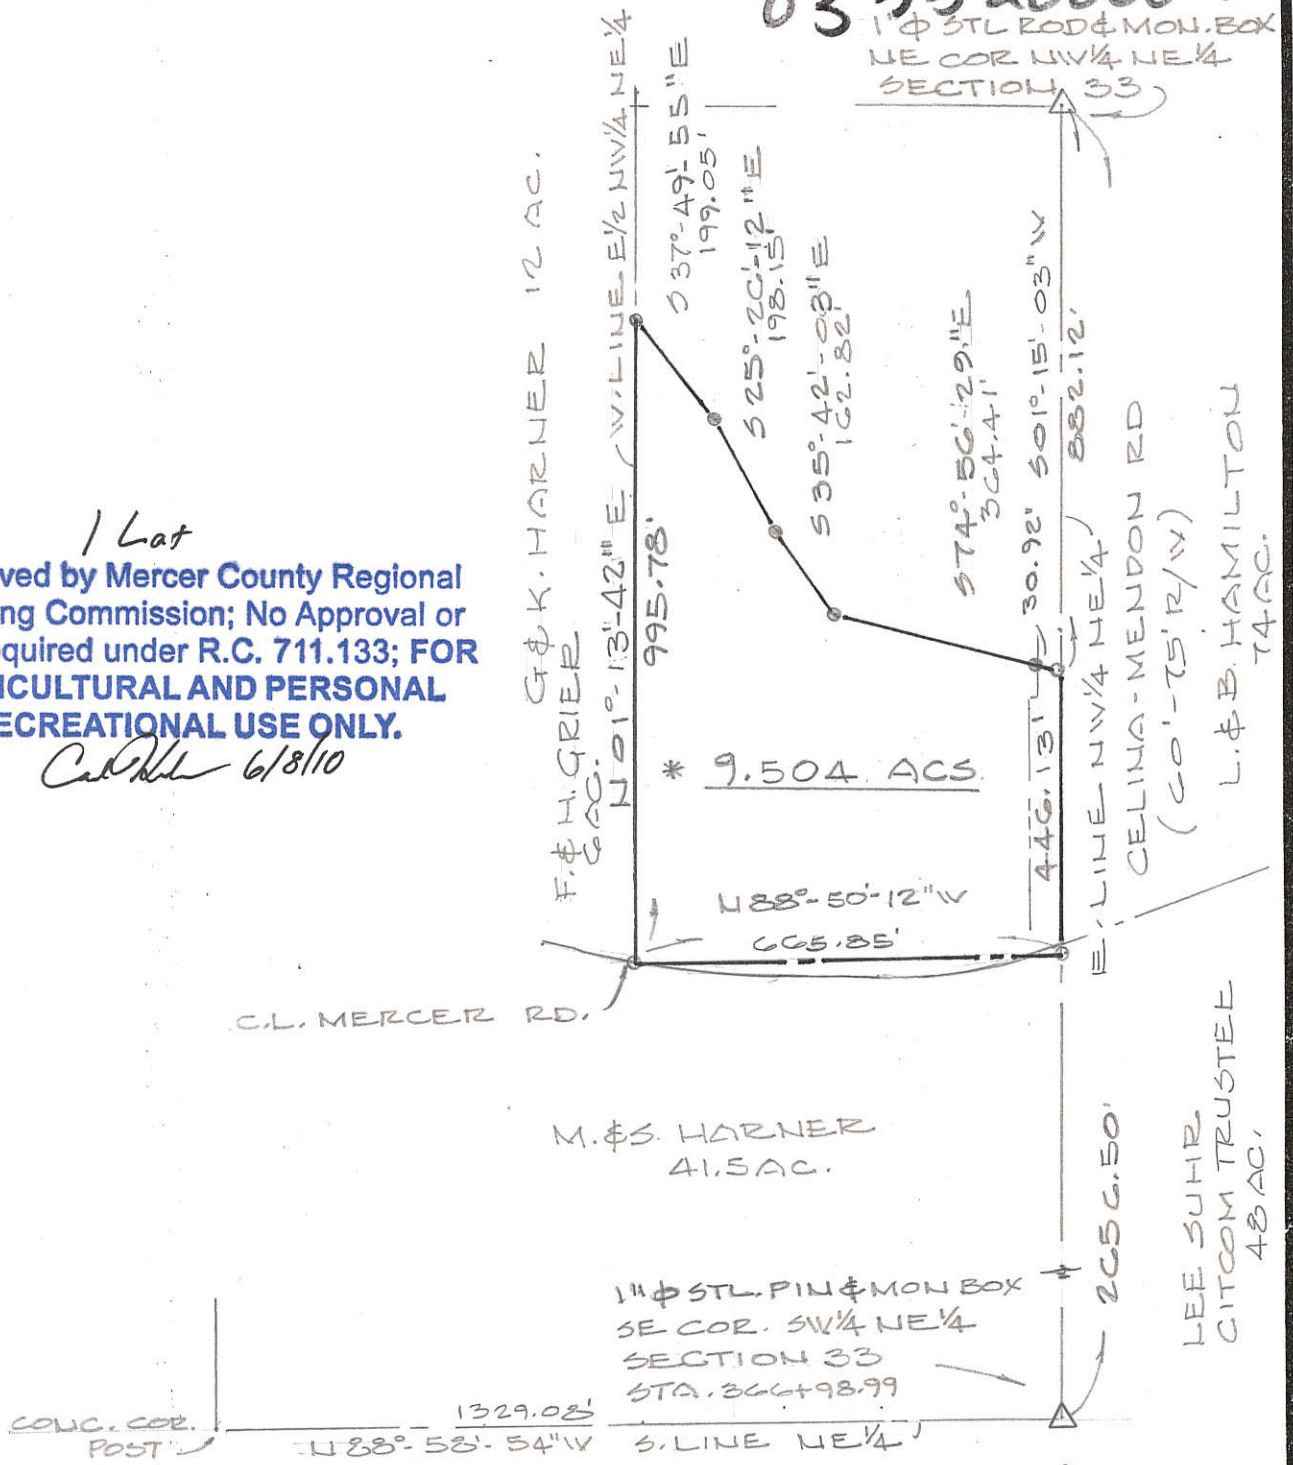 1"φ STL ROD & MON. BOX
NE COR NW¼ NE¼
SECTION 33
W. LINE E½ NW¼ NE¼
S 37°-49'-55"E
199.05'
S 25°-26'-12"E
198.15'
S 35°-42'-03"E
162.82'
S 74°-56'-29"E
364.41'
30.92'
S01°-15'-03"W
882.12'
G & K. HARNER 12 AC.
F. & H. GRIER
6 AC.
N 01°-13'-42" E
995.78'
1 Lot
ved by Mercer County Regional
ng Commission; No Approval or
quired under R.C. 711.133; FOR
ICULTURAL AND PERSONAL
ECREATIONAL USE ONLY.
6/8/10
* 9.504 ACS.
446.13'
E. LINE NW¼ NE¼
CELINA-MENDON RD
(60'-75' R/W)
L. & B. HAMILTON
74 AC.
N 88°-50'-12"W
665.85'
C.L. MERCER RD.
M. & S. HARNER
41.5 AC.
2656.50'
LEE SUHR
CITCOM TRUSTEE
48 AC.
1"φ STL. PIN & MON BOX
SE COR. SW¼ NE¼
SECTION 33
STA. 366+98.99
CONC. COR.
POST
1329.08'
N 88°-58'-54"W
S. LINE NE¼